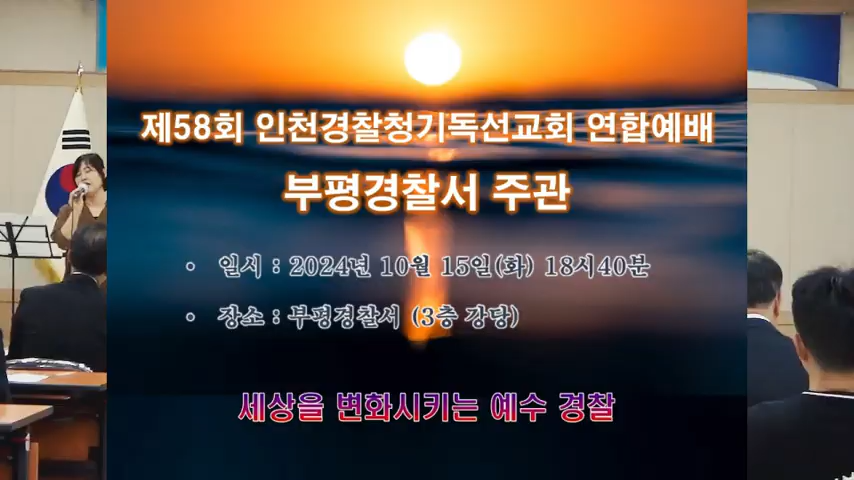 제58회 인천경찰청기독선교회 연합예배
부평경찰서 주관
• 일시 : 2024년 10월 15일(화) 18시40분
• 장소 : 부평경찰서 (3층 강당)
세상을 변화시키는 예수 경찰